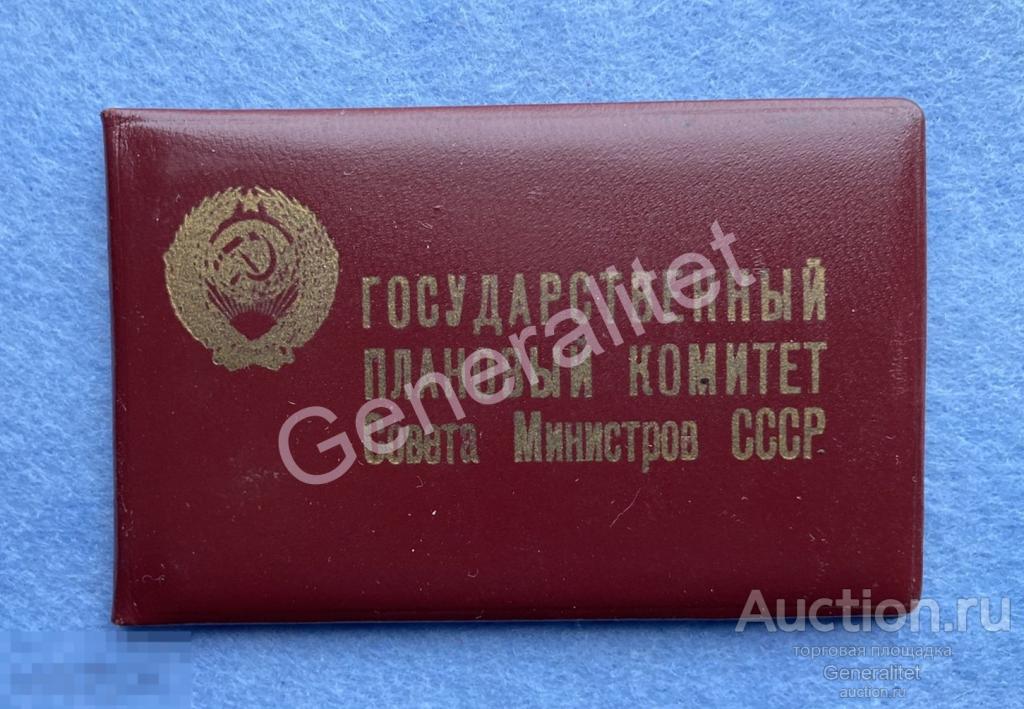 ГОСУДАРСТВЕННЫЙ
ПЛАНОВЫЙ КОМИТЕТ
Совета Министров СССР
Generalitet
Auction.ru
торговая площадка
Generalitet
auction.ru